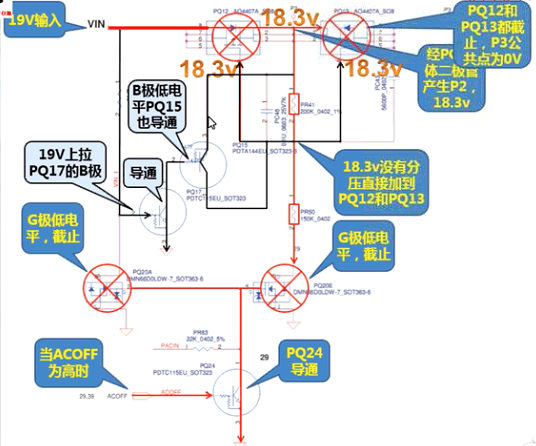 19V输入
VIN
PQ12
AO4407A_SO8
18.3v
PQ12和
PQ13都截
止，P3公
共点为0V
18.3v
18.3v
经P
体二极管
产生P2，
18.3v
B极低电
平PQ15
也导通
PR41
200K_0402_1%
PQ15
PDTA144EU_SOT323-3
19V上拉
PQ17的B极
导通
PQ17
PDTC115EU_SOT323
18.3v没有分
压直接加到
PQ12和PQ13
G极低电
平，截止
PR50
150K_0402
G极低电
平，截止
PQ20A
DMN66D0LDW-7_SOT363-6
PQ20B
DMN66D0LDW-7_SOT363-6
PR63
PACIN
1
2
32K_0402_5%
当ACOFF
为高时
PQ24
PDTC115EU_SOT323
29
PQ24
导通
29,39
ACOFF
ACOFF